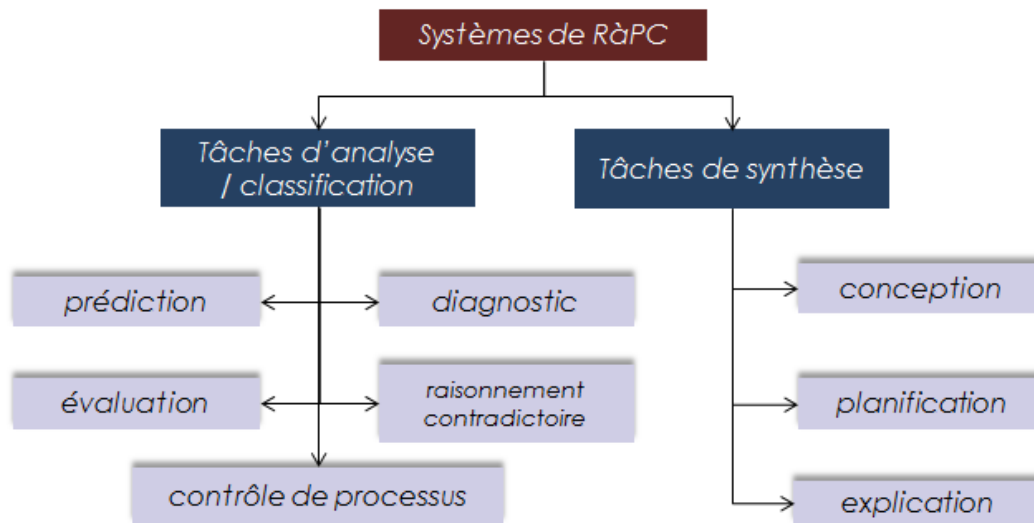 Systèmes de RàPC
Tâches d'analyse
/ classification
Tâches de synthèse
prédiction
diagnostic
conception
évaluation
raisonnement
contradictoire
planification
contrôle de processus
explication